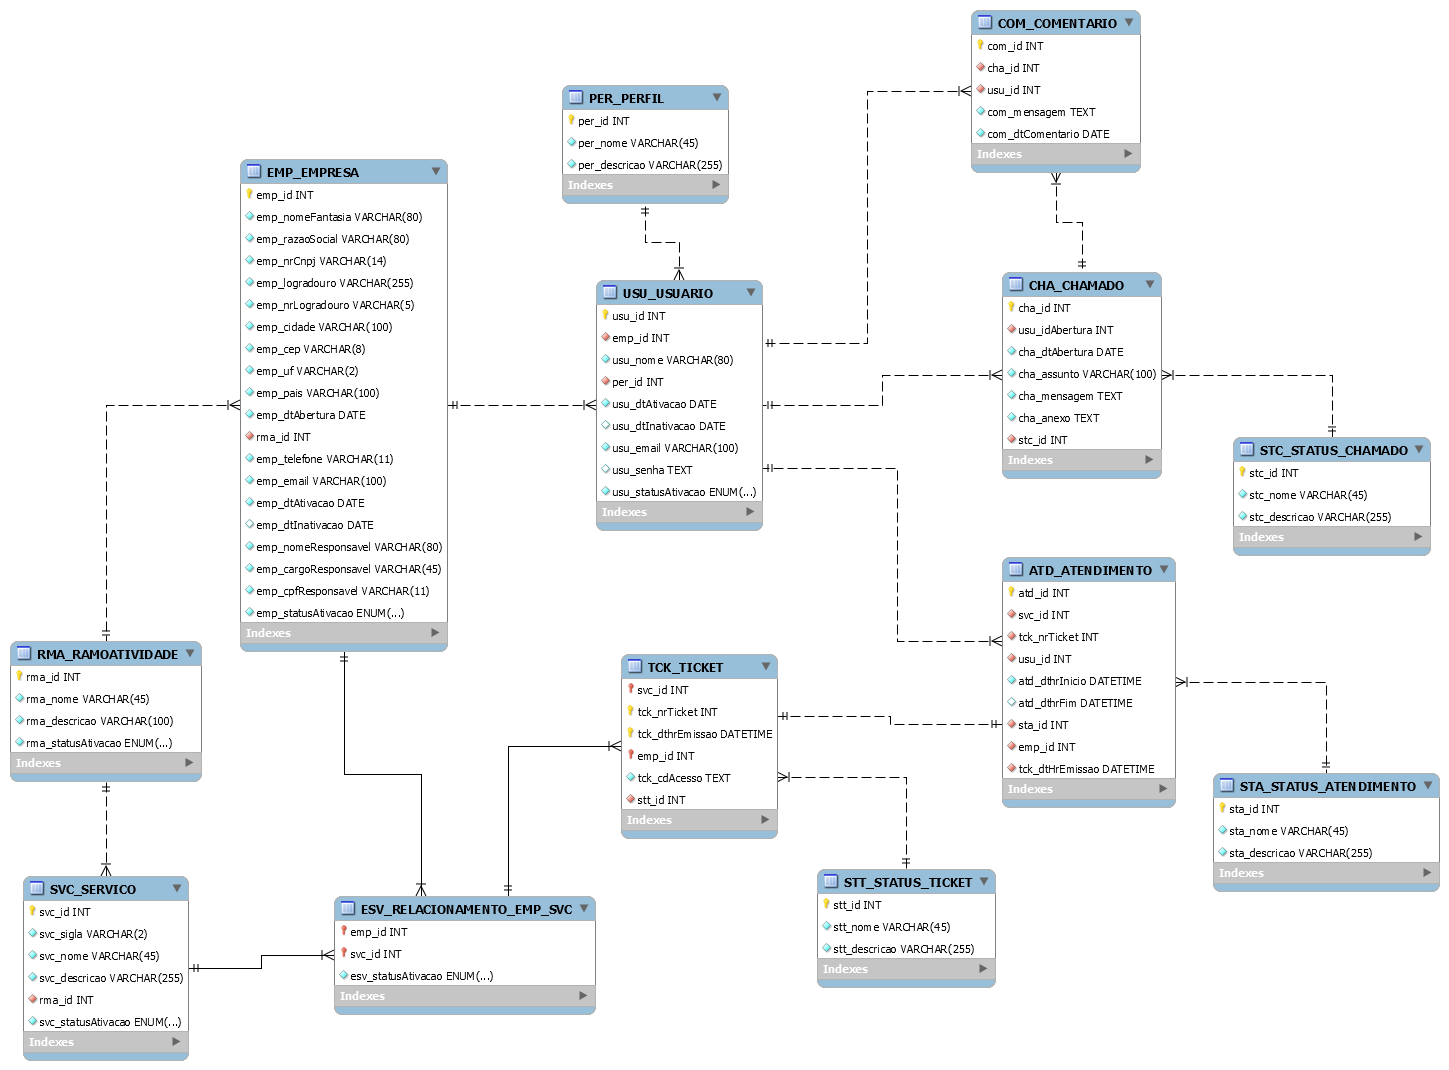 COM_COMENTARIO
com_id INT
cha_id INT
usu_id INT
com_mensagem TEXT
com_dtComentario DATE
Indexes
PER_PERFIL
per_id INT
per_nome VARCHAR(45)
per_descricao VARCHAR(255)
Indexes
EMP_EMPRESA
emp_id INT
emp_nomeFantasia VARCHAR(80)
emp_razaoSocial VARCHAR(80)
emp_nrCnpj VARCHAR(14)
emp_logradouro VARCHAR(255)
emp_nrLogradouro VARCHAR(5)
emp_cidade VARCHAR(100)
emp_cep VARCHAR(8)
emp_uf VARCHAR(2)
emp_pais VARCHAR(100)
emp_dtAbertura DATE
rma_id INT
emp_telefone VARCHAR(11)
emp_email VARCHAR(100)
emp_dtAtivacao DATE
emp_dtInativacao DATE
emp_nomeResponsavel VARCHAR(80)
emp_cargoResponsavel VARCHAR(45)
emp_cpfResponsavel VARCHAR(11)
emp_statusAtivacao ENUM(...)
Indexes
USU_USUARIO
usu_id INT
emp_id INT
usu_nome VARCHAR(80)
per_id INT
usu_dtAtivacao DATE
usu_dtInativacao DATE
usu_email VARCHAR(100)
usu_senha TEXT
usu_statusAtivacao ENUM(...)
Indexes
CHA_CHAMADO
cha_id INT
usu_idAbertura INT
cha_dtAbertura DATE
cha_assunto VARCHAR(100)
cha_mensagem TEXT
cha_anexo TEXT
stc_id INT
Indexes
STC_STATUS_CHAMADO
stc_id INT
stc_nome VARCHAR(45)
stc_descricao VARCHAR(255)
Indexes
ATD_ATENDIMENTO
atd_id INT
svc_id INT
tck_nrTicket INT
usu_id INT
atd_dthrInicio DATETIME
atd_dthrFim DATETIME
sta_id INT
emp_id INT
tck_dtHrEmissao DATETIME
Indexes
RMA_RAMOATIVIDADE
rma_id INT
rma_nome VARCHAR(45)
rma_descricao VARCHAR(100)
rma_statusAtivacao ENUM(...)
Indexes
TCK_TICKET
svc_id INT
tck_nrTicket INT
tck_dthrEmissao DATETIME
emp_id INT
tck_cdAcesso TEXT
stt_id INT
Indexes
STA_STATUS_ATENDIMENTO
sta_id INT
sta_nome VARCHAR(45)
sta_descricao VARCHAR(255)
Indexes
SVC_SERVICO
svc_id INT
svc_sigla VARCHAR(2)
svc_nome VARCHAR(45)
svc_descricao VARCHAR(255)
rma_id INT
svc_statusAtivacao ENUM(...)
Indexes
ESV_RELACIONAMENTO_EMP_SVC
emp_id INT
svc_id INT
esv_statusAtivacao ENUM(...)
Indexes
STT_STATUS_TICKET
stt_id INT
stt_nome VARCHAR(45)
stt_descricao VARCHAR(255)
Indexes